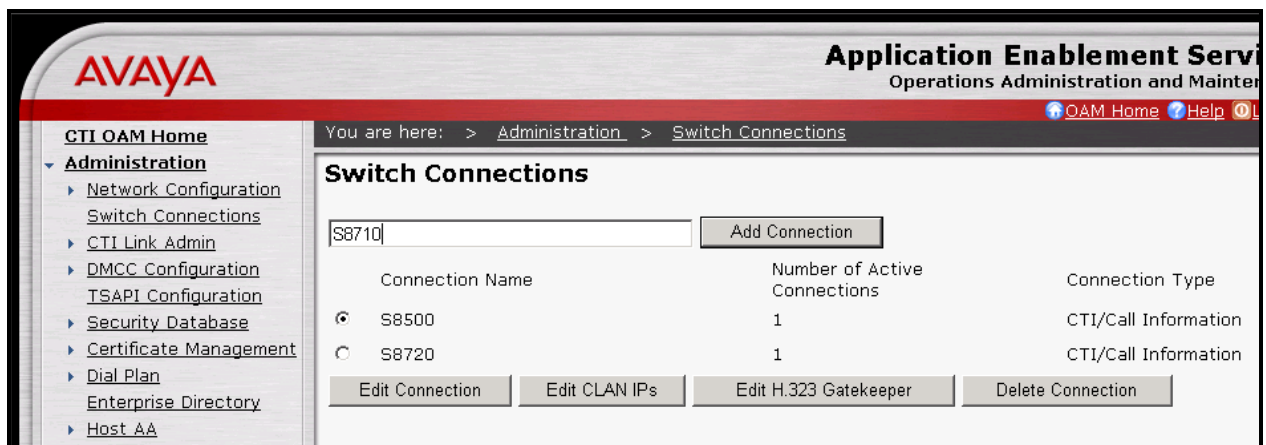 AVAYA
Application Enablement Servi
Operations Administration and Mainten
OAM Home Help L
CTI OAM Home
You are here: > Administration > Switch Connections
Administration
Network Configuration
Switch Connections
CTI Link Admin
DMCC Configuration
TSAPI Configuration
Security Database
Certificate Management
Dial Plan
Enterprise Directory
Host AA
Switch Connections
S8710 Add Connection
Connection Name Number of Active Connections Connection Type
S8500 1 CTI/Call Information
S8720 1 CTI/Call Information
Edit Connection Edit CLAN IPs Edit H.323 Gatekeeper Delete Connection